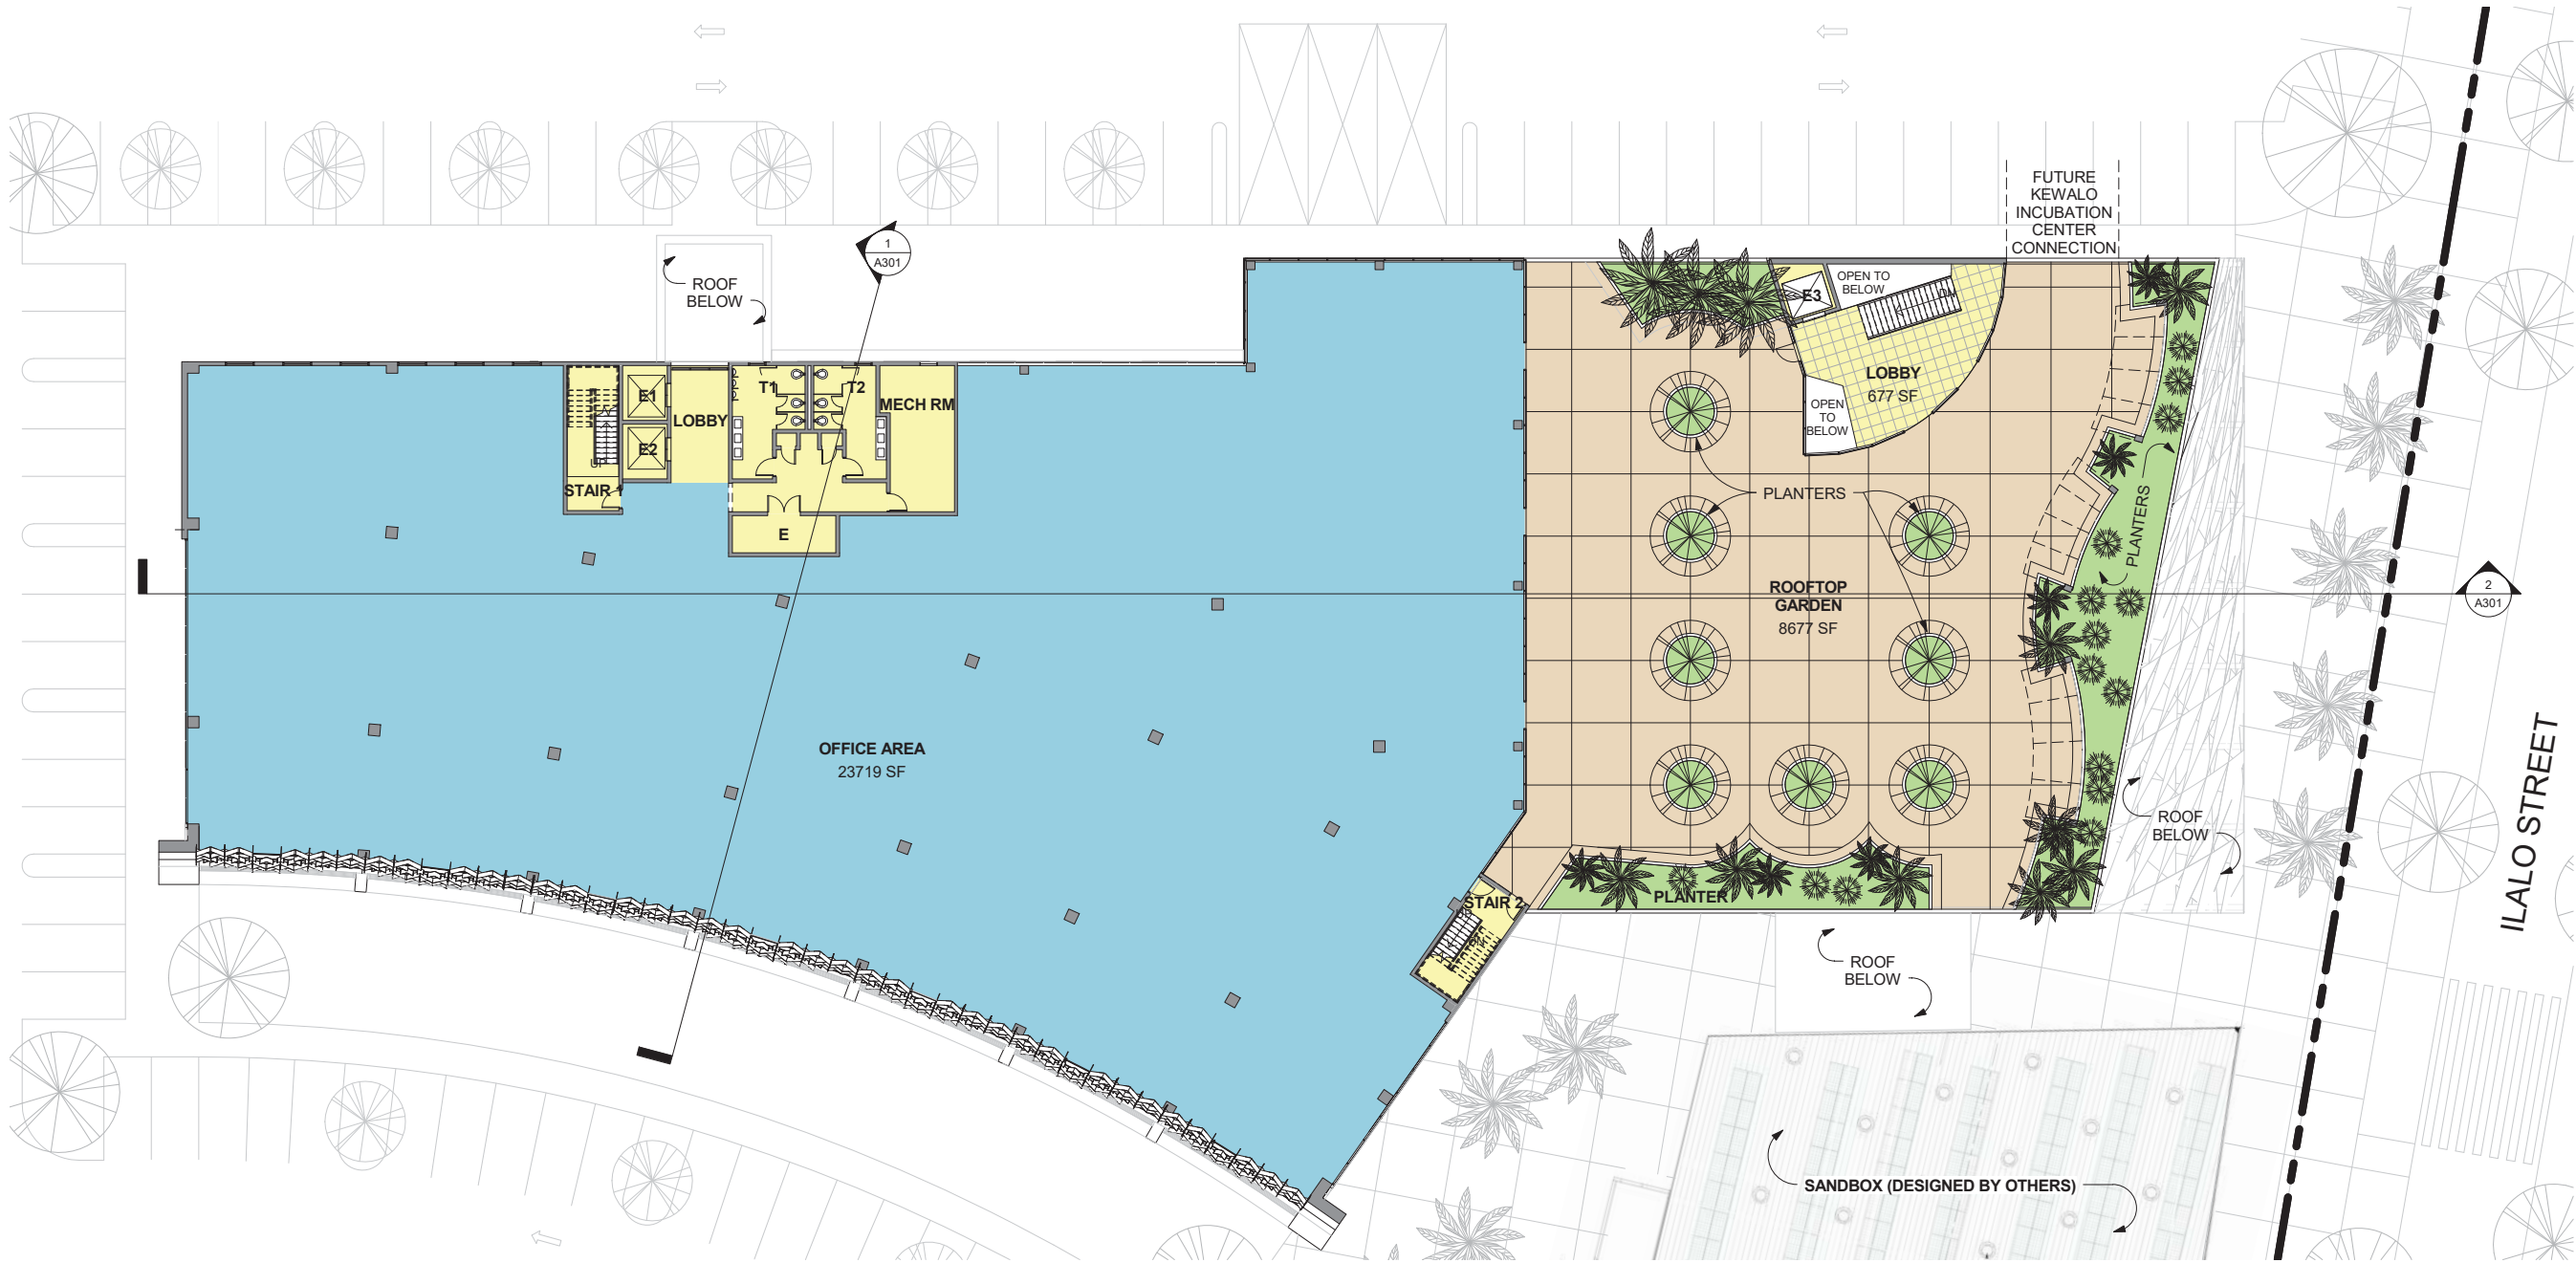 FUTURE
KEWALO
INCUBATION
CENTER
CONNECTION
1
A301
ROOF
BELOW
E3
OPEN TO
BELOW
DN
LOBBY
677 SF
OPEN
TO
BELOW
E1
E2
LOBBY
T1
T2
MECH RM
UP
STAIR 1
E
PLANTERS
PLANTERS
ROOFTOP
GARDEN
8677 SF
2
A301
OFFICE AREA
23719 SF
ROOF
BELOW
ILALO STREET
STAIR 2
PLANTER
ROOF
BELOW
SANDBOX (DESIGNED BY OTHERS)